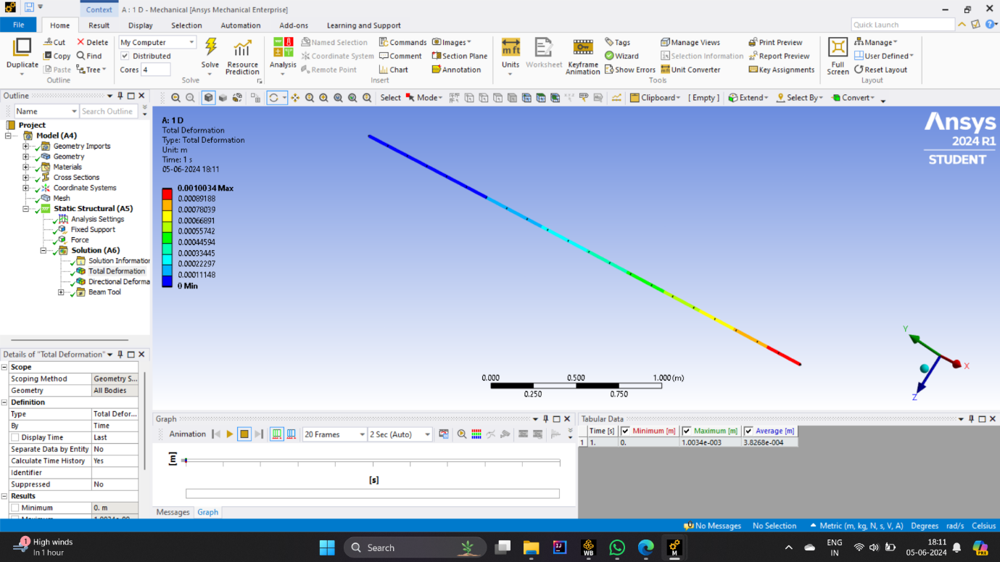 Context
A : 1 D - Mechanical [Ansys Mechanical Enterprise]
File
Home
Result
Display
Selection
Automation
Add-ons
Learning and Support
Quick Launch
Duplicate
Cut
Delete
Copy
Find
Paste
Tree
Outline
My Computer
Distributed
Cores 4
Solve
Resource Prediction
Solve
Analysis
Named Selection
Coordinate System
Remote Point
Commands
Comment
Chart
Images
Section Plane
Annotation
Insert
Units
Worksheet
Keyframe Animation
Tags
Wizard
Show Errors
Manage Views
Selection Information
Unit Converter
Print Preview
Report Preview
Key Assignments
Tools
Full Screen
Manage
User Defined
Reset Layout
Layout
Outline
Name
Search Outline
Select
Mode
Clipboard
[ Empty ]
Extend
Select By
Convert
Project
Model (A4)
Geometry Imports
Geometry
Materials
Cross Sections
Coordinate Systems
Mesh
Static Structural (A5)
Analysis Settings
Fixed Support
Force
Solution (A6)
Solution Information
Total Deformation
Directional Deforma
Beam Tool
A: 1 D
Total Deformation
Type: Total Deformation
Unit: m
Time: 1 s
05-06-2024 18:11
0.0010034 Max
0.00089188
0.00078039
0.00066891
0.00055742
0.00044594
0.00033445
0.00022297
0.00011148
0 Min
Ansys
2024 R1
STUDENT
0.000
0.500
1.000 (m)
0.250
0.750
Y
X
Z
Details of "Total Deformation"
Scope
Scoping Method Geometry S...
Geometry All Bodies
Definition
Type Total Defor...
By Time
Display Time Last
Separate Data by Entity No
Calculate Time History Yes
Identifier
Suppressed No
Results
Minimum 0. m
Graph
Animation
20 Frames
2 Sec (Auto)
[m]
[s]
Messages
Graph
Tabular Data
Time [s] Minimum [m] Maximum [m] Average [m]
1 1. 0. 1.0034e-003 3.8268e-004
No Messages
No Selection
Metric (m, kg, N, s, V, A)
Degrees
rad/s
Celsius
1
High winds
In 1 hour
Search
WB
M
ENG
IN
18:11
05-06-2024
PRE